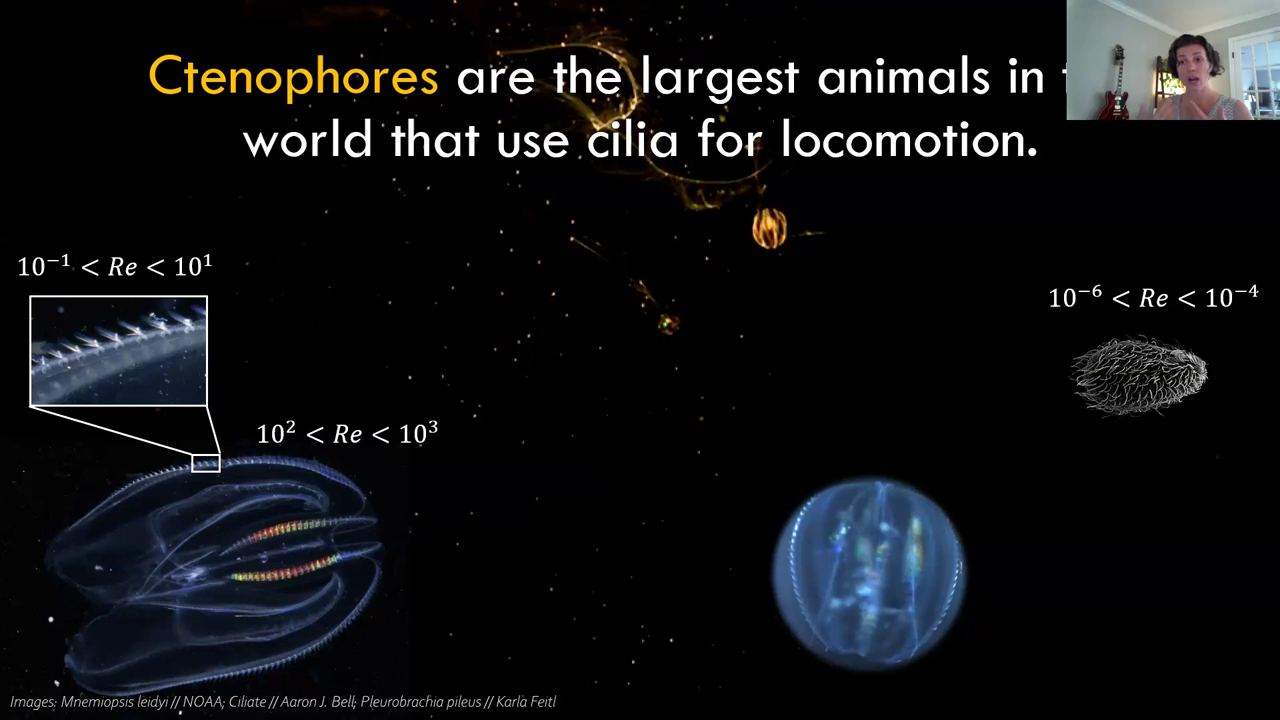 Ctenophores are the largest animals in
world that use cilia for locomotion.
10⁻¹ < Re < 10¹
10⁻⁶ < Re < 10⁻⁴
10² < Re < 10³
Images: Mnemiopsis leidyi // NOAA; Ciliate // Aaron J. Bell; Pleurobrachia pileus // Karla Feitl